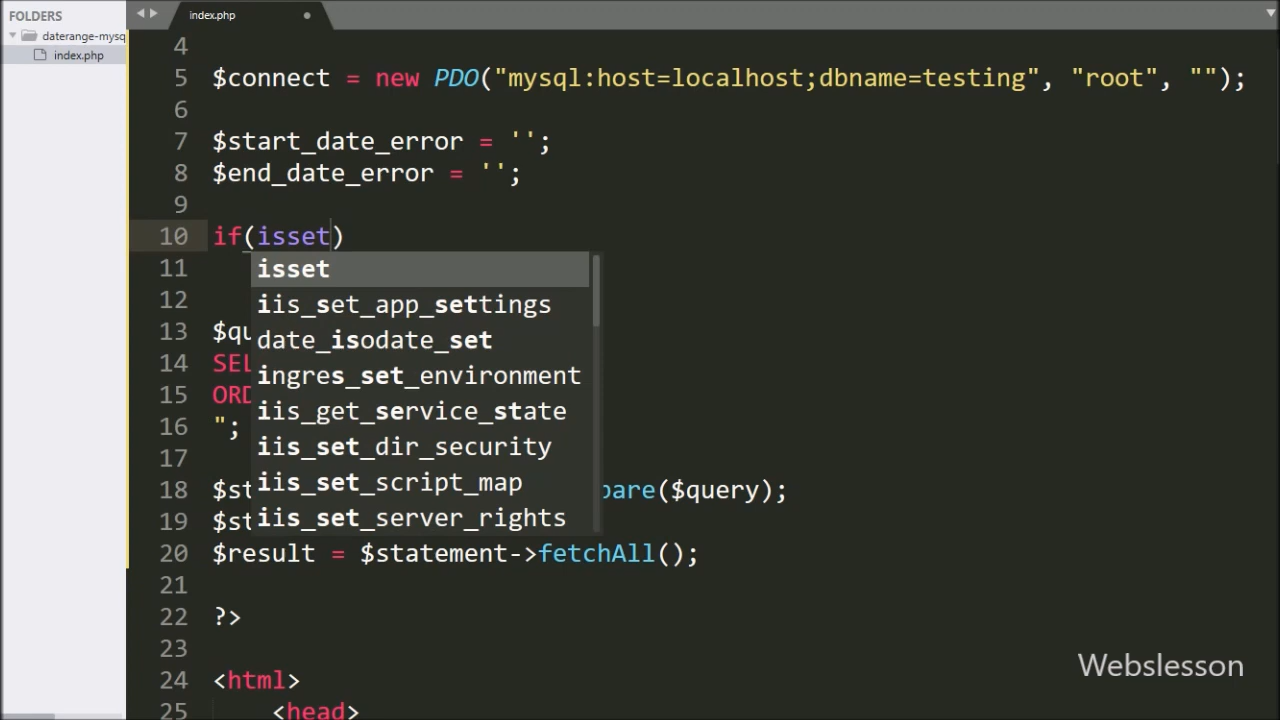 FOLDERS
daterange-mysq
index.php
index.php
4
5 $connect = new PDO("mysql:host=localhost;dbname=testing", "root", "");
6
7 $start_date_error = '';
8 $end_date_error = '';
9
10 if(isset)
11 isset
12 iis_set_app_settings
13 $qu date_isodate_set
14 SEL ingres_set_environment
15 ORD iis_get_service_state
16 "; iis_set_dir_security
17
18 $st iis_set_script_map pare($query);
19 $st iis_set_server_rights
20 $result = $statement->fetchAll();
21
22 ?>
23
24 <html>
25 <head>
Webslesson